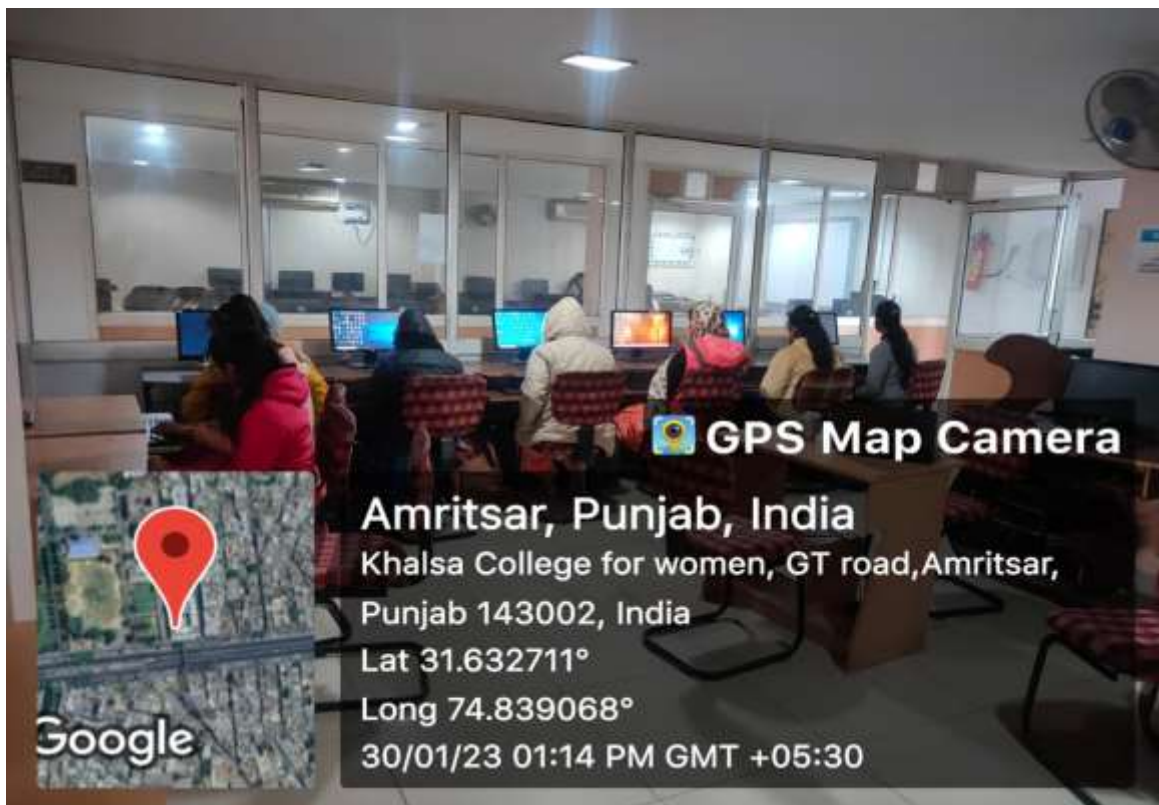 GPS Map Camera
Amritsar, Punjab, India
Khalsa College for women, GT road,Amritsar,
Punjab 143002, India
Lat 31.632711°
Long 74.839068°
30/01/23 01:14 PM GMT +05:30
Google